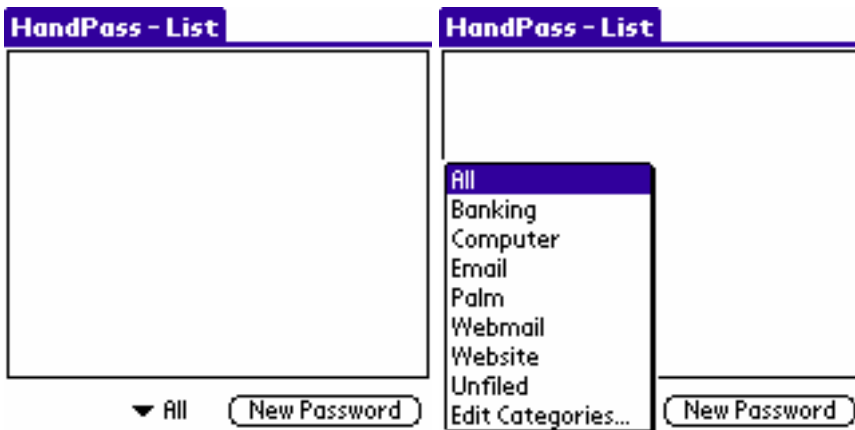 HandPass - List
▼ All
New Password
HandPass - List
All
Banking
Computer
Email
Palm
Webmail
Website
Unfiled
Edit Categories...
New Password